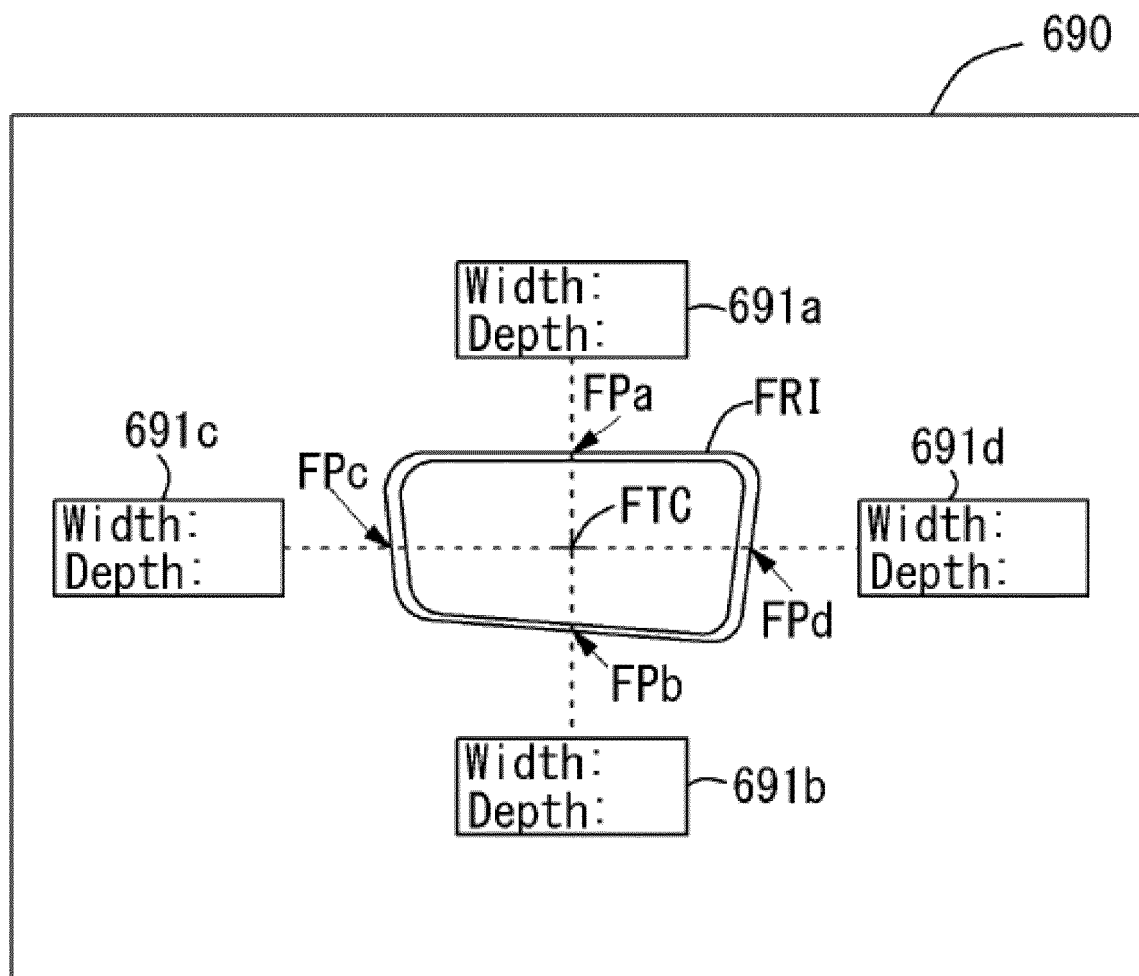 690
Width:
Depth:
691a
FPa
FRI
691c
FPc
691d
Width:
Depth:
FTC
Width:
Depth:
FPd
FPb
Width:
Depth:
691b